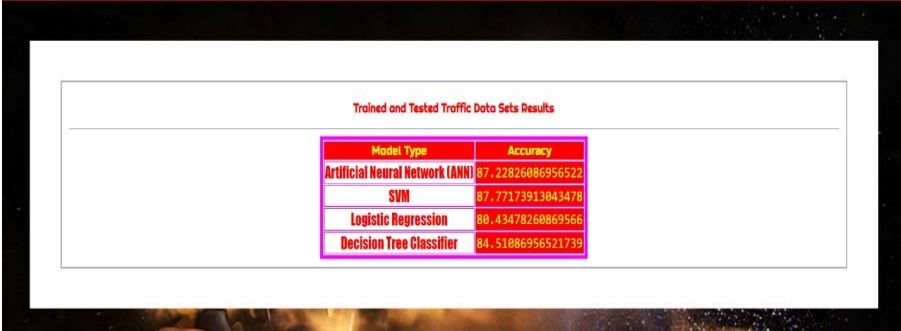 Trained and Tested Traffic Data Sets Results
Model Type Accuracy
Artificial Neural Network (ANN) 87.22826086956522
SVM 87.77173913043478
Logistic Regression 80.43478260869566
Decision Tree Classifier 84.51086956521739